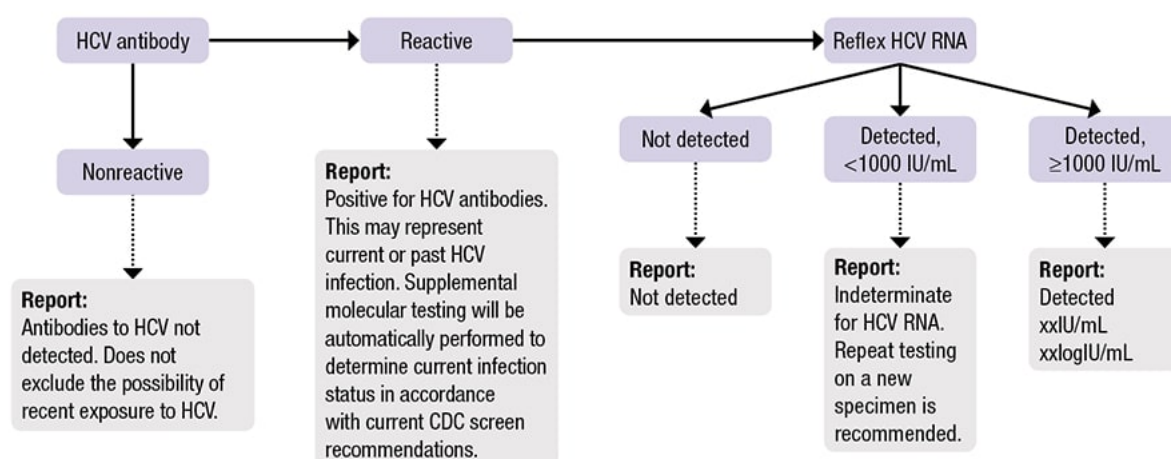 HCV antibody
Reactive
Reflex HCV RNA
Nonreactive
Not detected
Detected,
<1000 IU/mL
Detected,
≥1000 IU/mL
Report:
Antibodies to HCV not
detected. Does not
exclude the possibility of
recent exposure to HCV.
Report:
Positive for HCV antibodies.
This may represent
current or past HCV
infection. Supplemental
molecular testing will be
automatically performed to
determine current infection
status in accordance
with current CDC screen
recommendations.
Report:
Not detected
Report:
Indeterminate
for HCV RNA.
Repeat testing
on a new
specimen is
recommended.
Report:
Detected
xxIU/mL
xxlogIU/mL